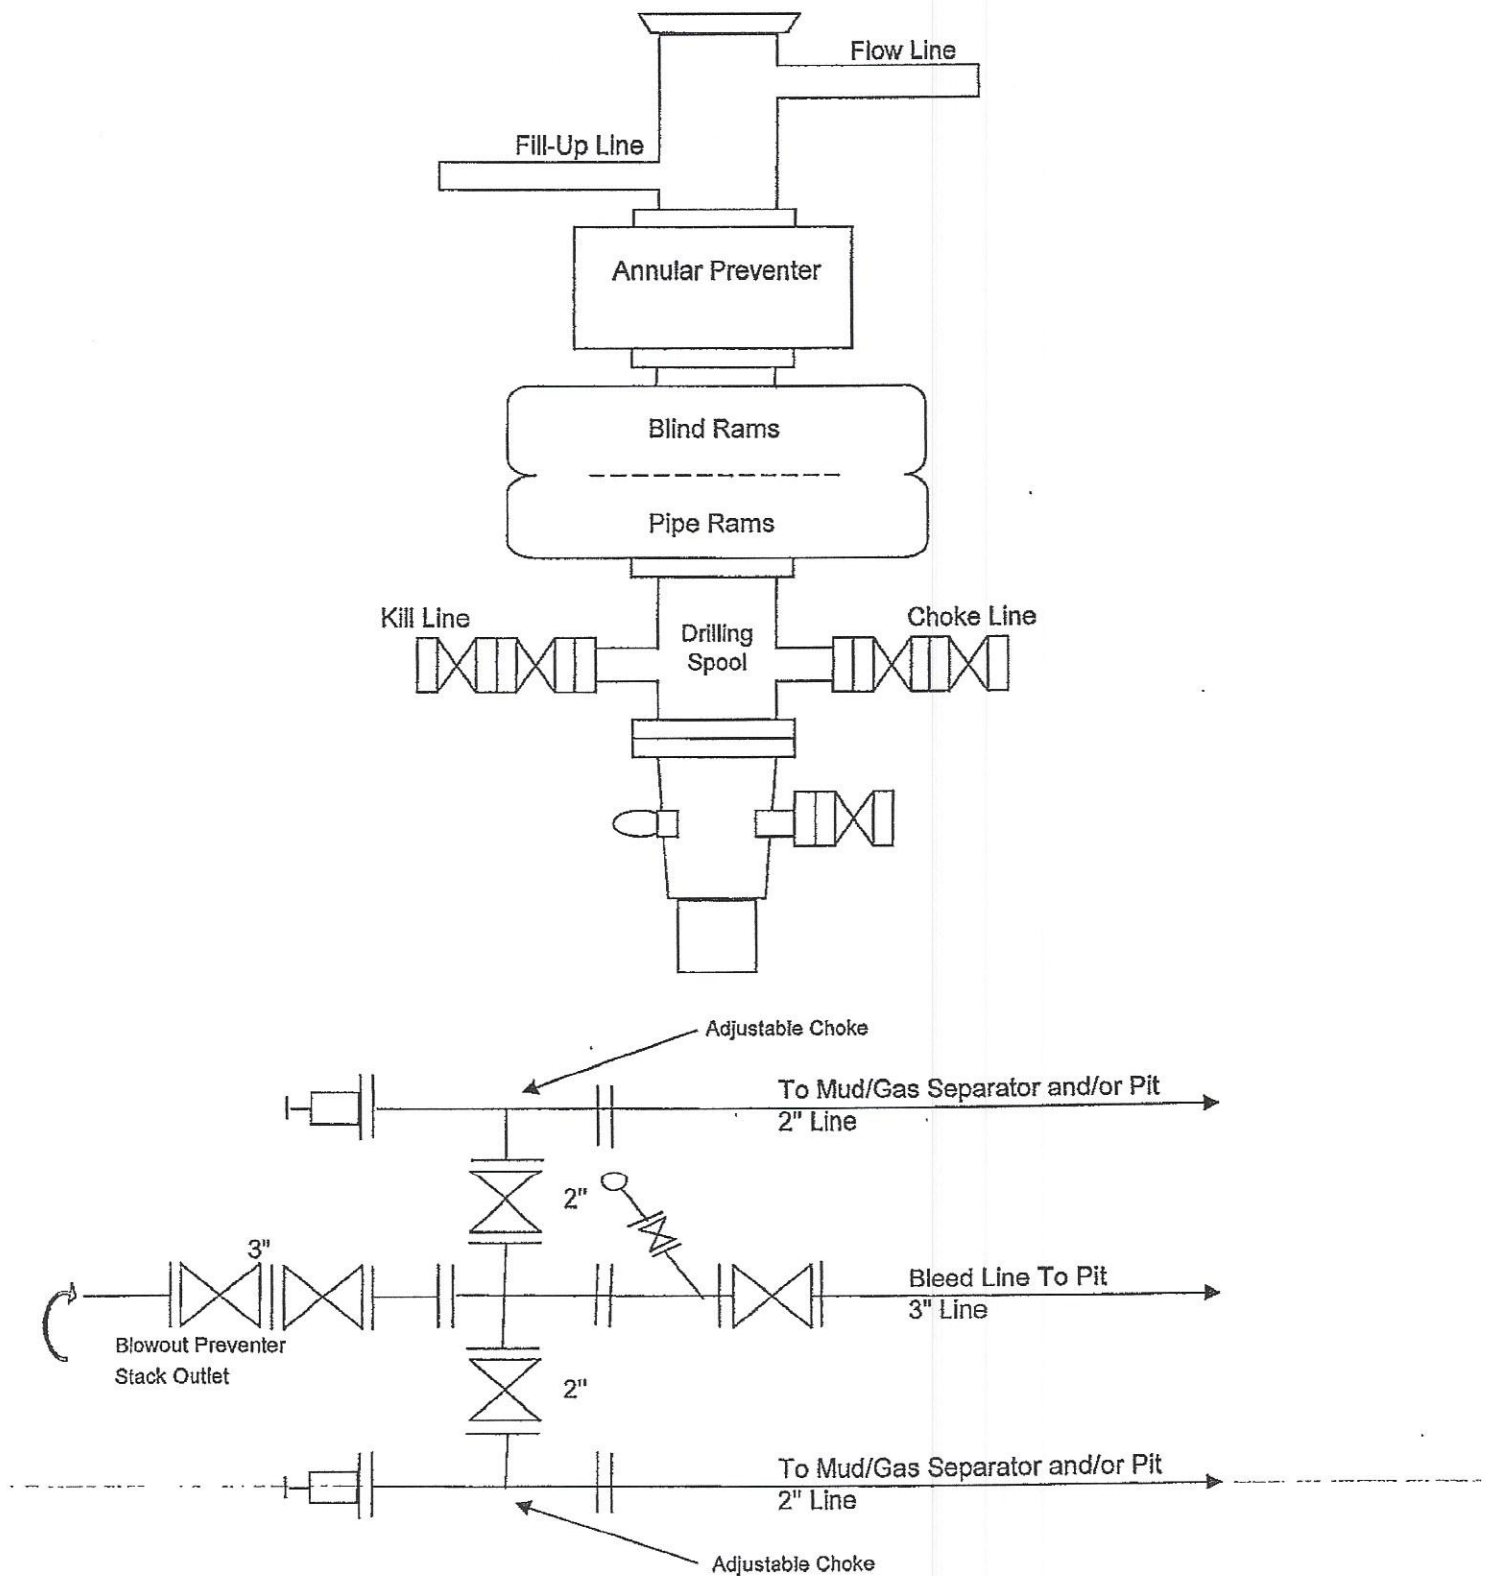 Flow Line
Fill-Up Line
Annular Preventer
Blind Rams
Pipe Rams
Kill Line
Choke Line
Drilling
Spool
Adjustable Choke
To Mud/Gas Separator and/or Pit
2" Line
2"
3"
Bleed Line To Pit
3" Line
Blowout Preventer
Stack Outlet
2"
To Mud/Gas Separator and/or Pit
2" Line
Adjustable Choke